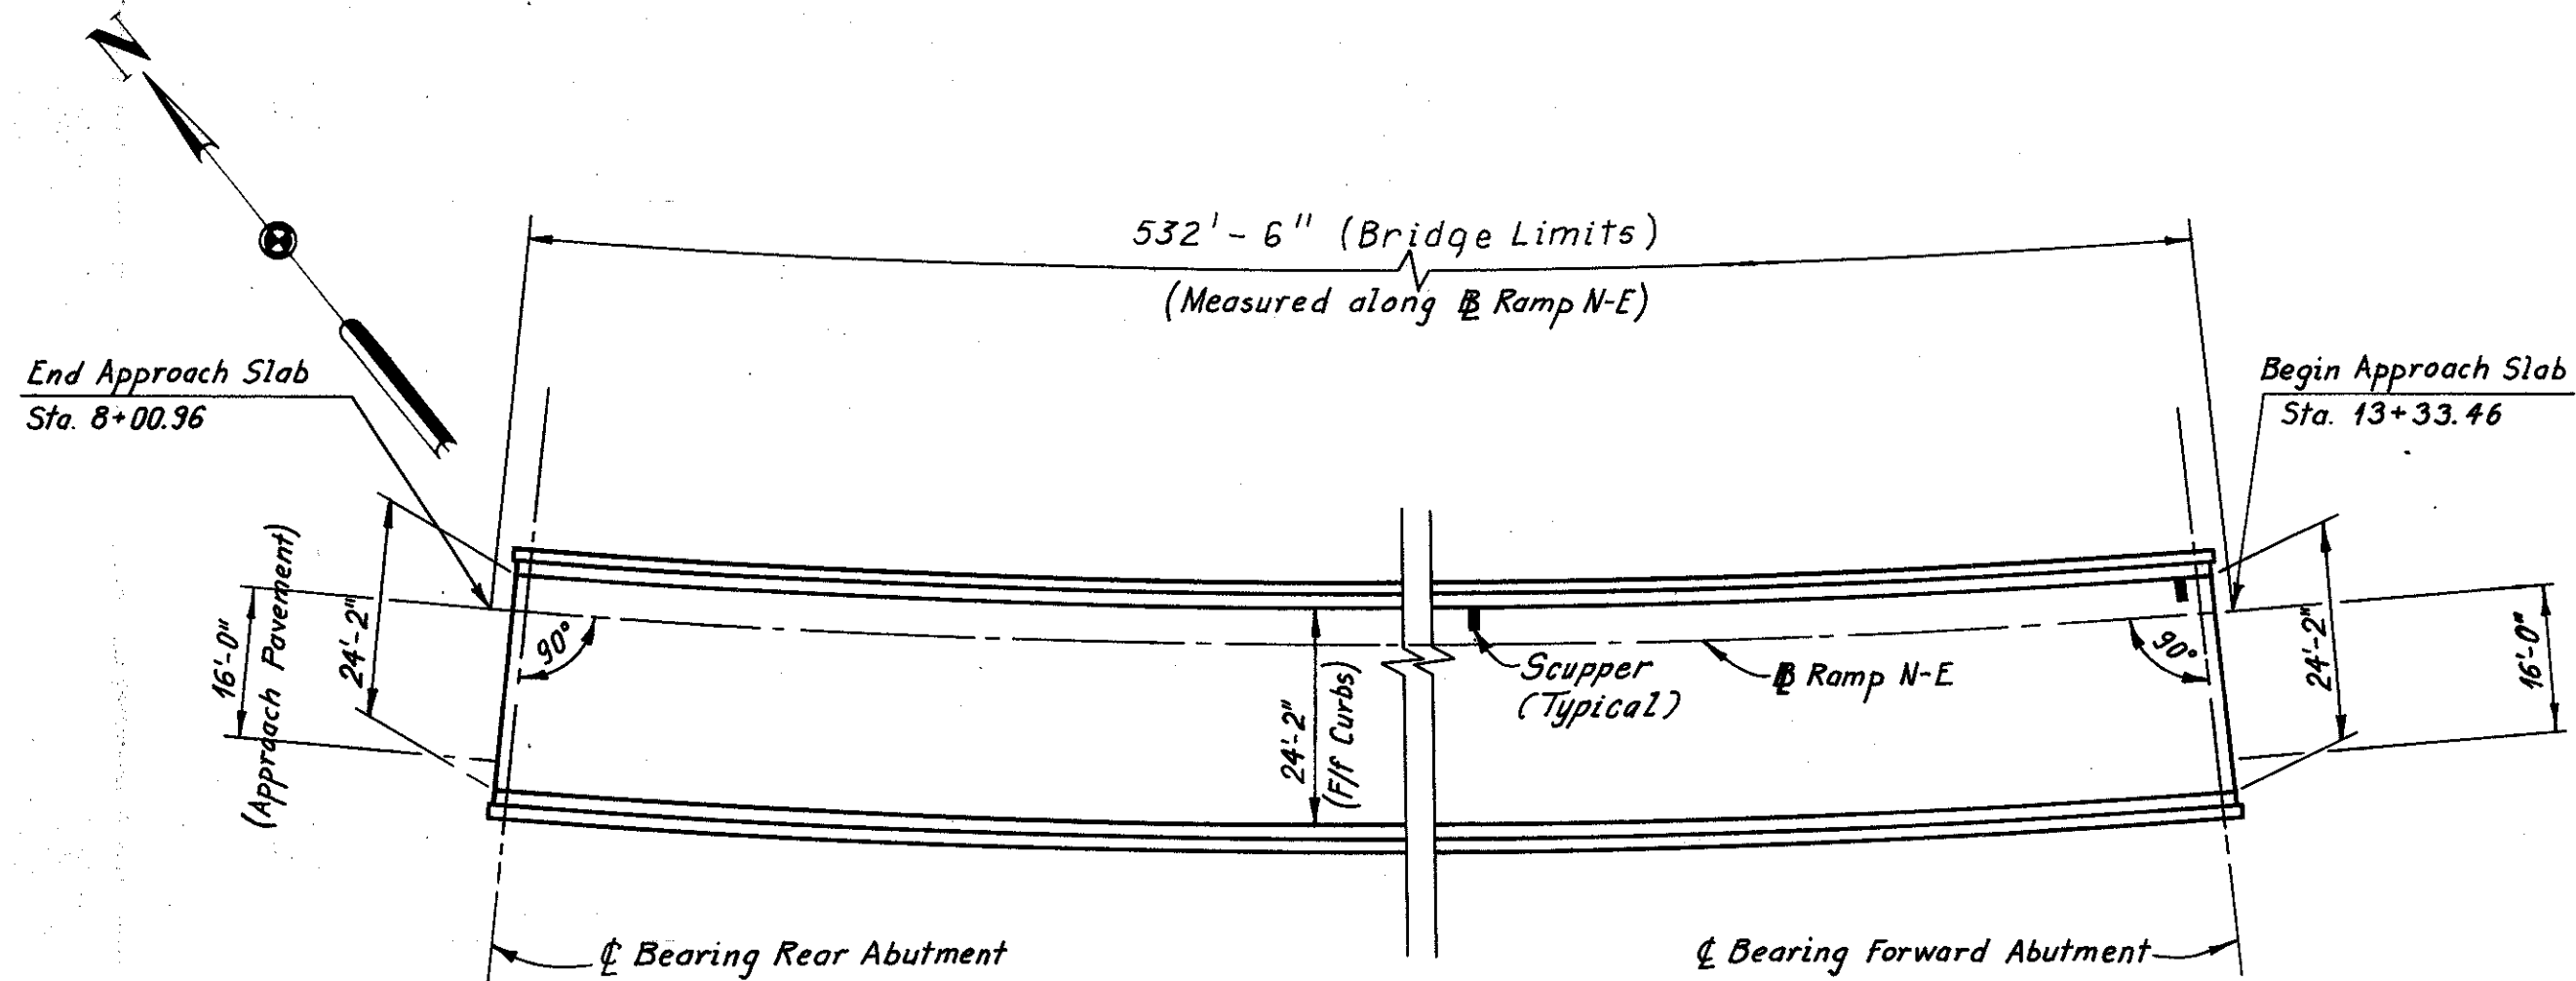 N
532'-6" (Bridge Limits)
(Measured along ⅊ Ramp N-E)
End Approach Slab
Sta. 8+00.96
Begin Approach Slab
Sta. 13+33.46
16'-0"
(Approach Pavement)
24'-2"
90°
24'-2"
(F/f Curbs)
Scupper
(Typical)
⅊ Ramp N-E
90°
24'-2"
16'-0"
℄ Bearing Rear Abutment
℄ Bearing Forward Abutment